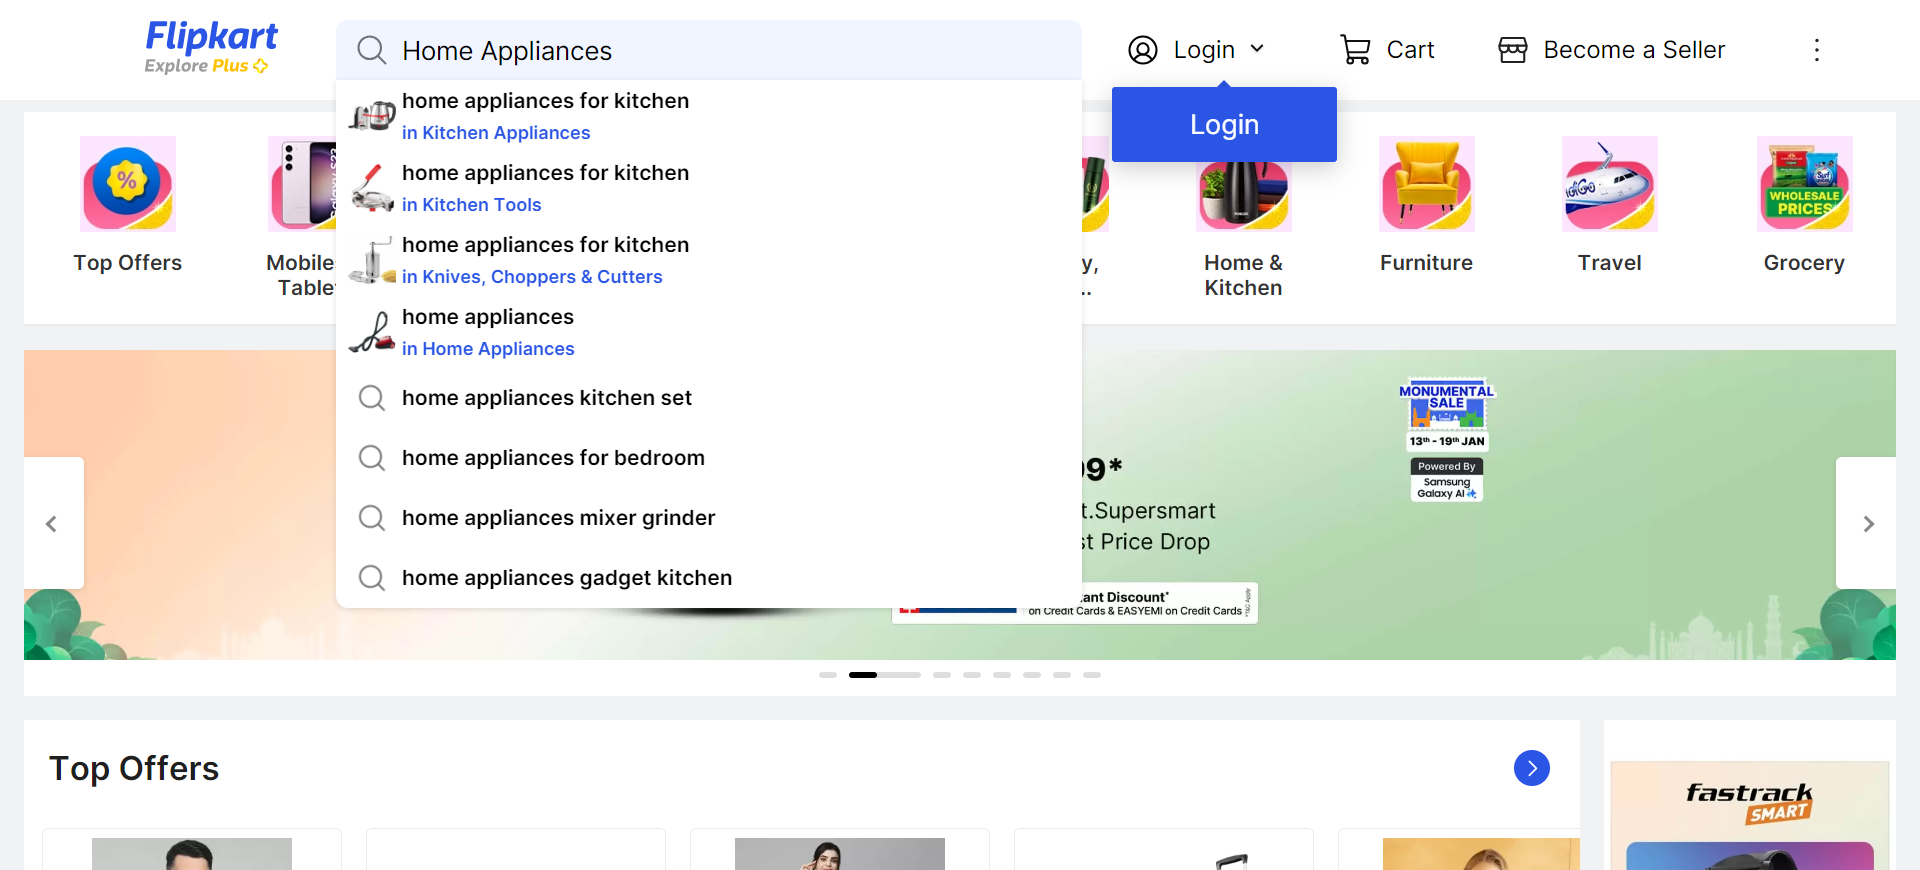 Flipkart
Explore Plus
Home Appliances
Login
Cart
Become a Seller
home appliances for kitchen
in Kitchen Appliances
home appliances for kitchen
in Kitchen Tools
home appliances for kitchen
in Knives, Choppers & Cutters
home appliances
in Home Appliances
home appliances kitchen set
home appliances for bedroom
home appliances mixer grinder
home appliances gadget kitchen
Login
%
Galaxy S23
IndiGo
WHOLESALE
PRICES
Top Offers
Mobile
Table
y,
..
Home &
Kitchen
Furniture
Travel
Grocery
9*
t.Supersmart
st Price Drop
ant Discount*
on Credit Cards & EASYEMI on Credit Cards
*T&C Apply
MONUMENTAL
SALE
13th - 19th JAN
Powered By
Samsung
Galaxy AI
Top Offers
fastrack
SMART